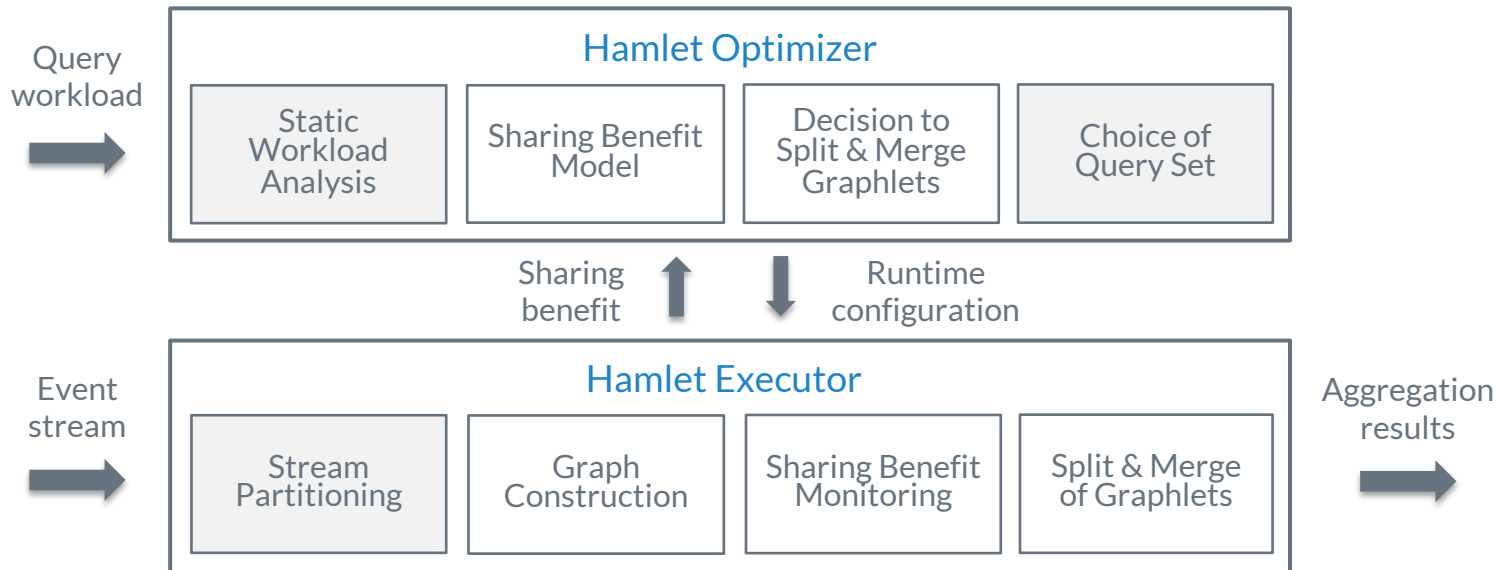 Hamlet Optimizer
Query
workload
Static
Workload
Analysis
Sharing Benefit
Model
Decision to
Split & Merge
Graphlets
Choice of
Query Set
Sharing
benefit
Runtime
configuration
Hamlet Executor
Event
stream
Stream
Partitioning
Graph
Construction
Sharing Benefit
Monitoring
Split & Merge
of Graphlets
Aggregation
results